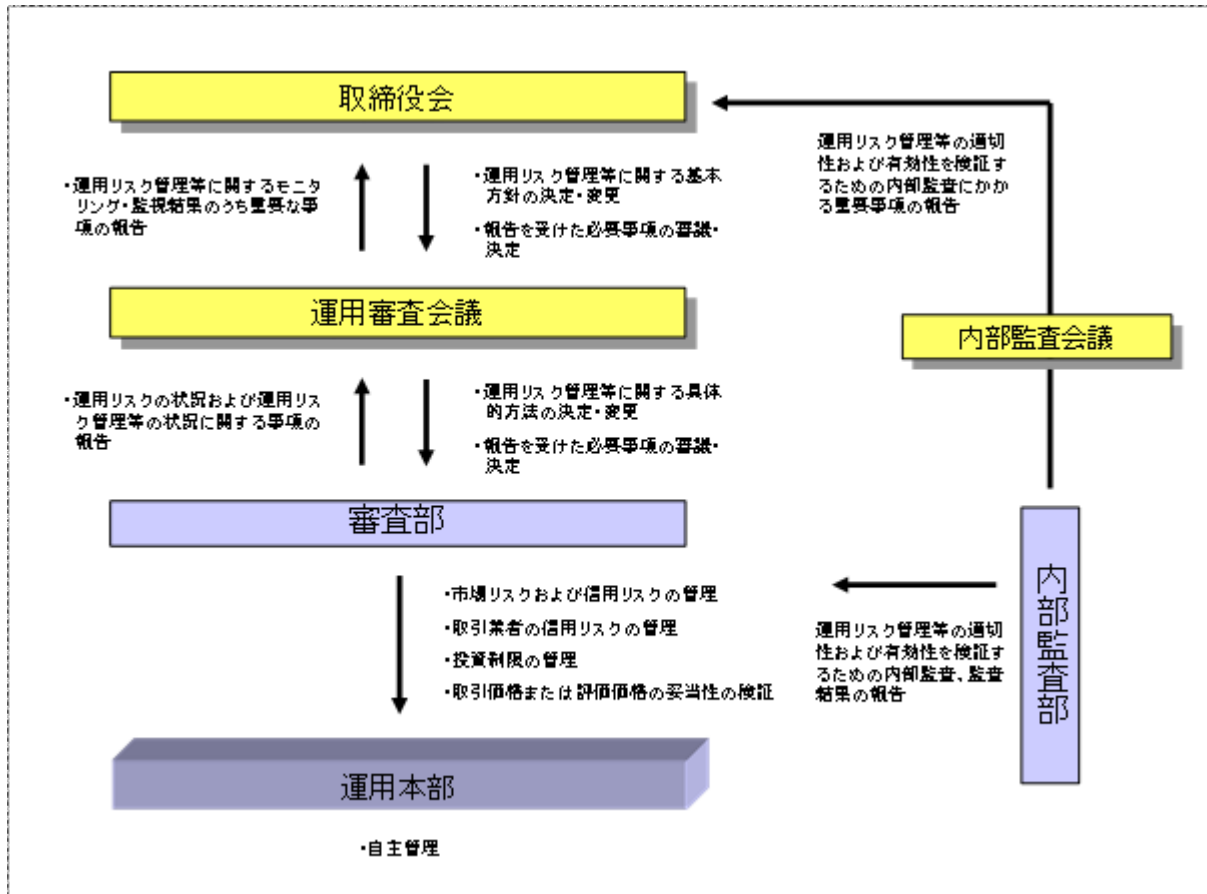 取締役会
・運用リスク管理等に関するモニタ
リング・監視結果のうち重要な事
項の報告
・運用リスク管理等に関する基本
方針の決定・変更
・報告を受けた必要事項の審議・
決定
運用リスク管理等の適切
性および有効性を検証す
るための内部監査にかか
る重要事項の報告
運用審査会議
内部監査会議
・運用リスクの状況および運用リス
ク管理等の状況に関する事項の
報告
・運用リスク管理等に関する具体
的方法の決定・変更
・報告を受けた必要事項の審議・
決定
審査部
・市場リスクおよび信用リスクの管理
・取引業者の信用リスクの管理
・投資制限の管理
・取引価格または評価価格の妥当性の検証
運用リスク管理等の適切
性および有効性を検証す
るための内部監査、監査
結果の報告
内部監査部
運用本部
・自主管理